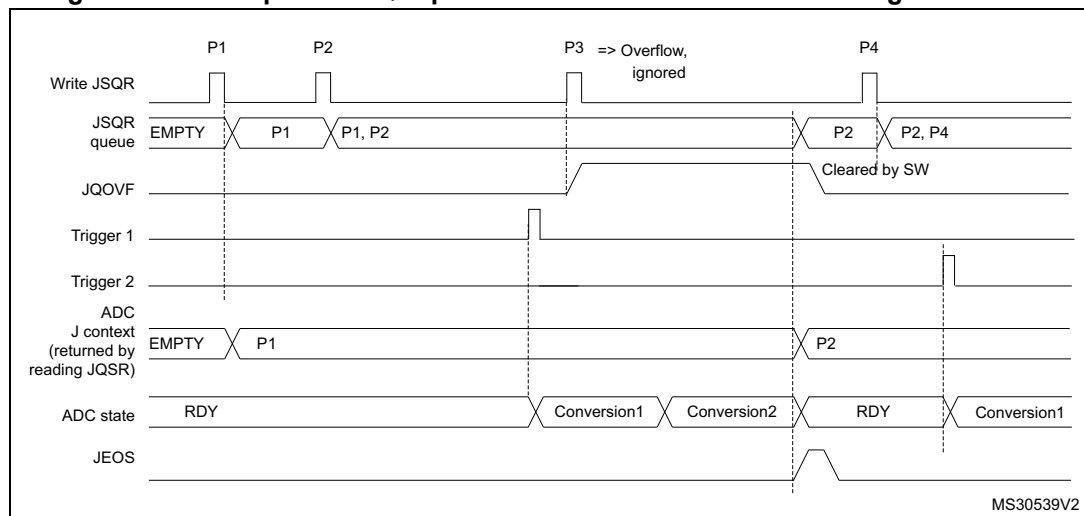 P1 P2 P3 => Overflow, P4
ignored
Write JSQR
JSQR
queue
EMPTY P1 P1, P2 P2 P2, P4
Cleared by SW
JQOVF
Trigger 1
Trigger 2
ADC
J context
(returned by
reading JQSR)
EMPTY P1 P2
ADC state RDY Conversion1 Conversion2 RDY Conversion1
JEOS
MS30539V2